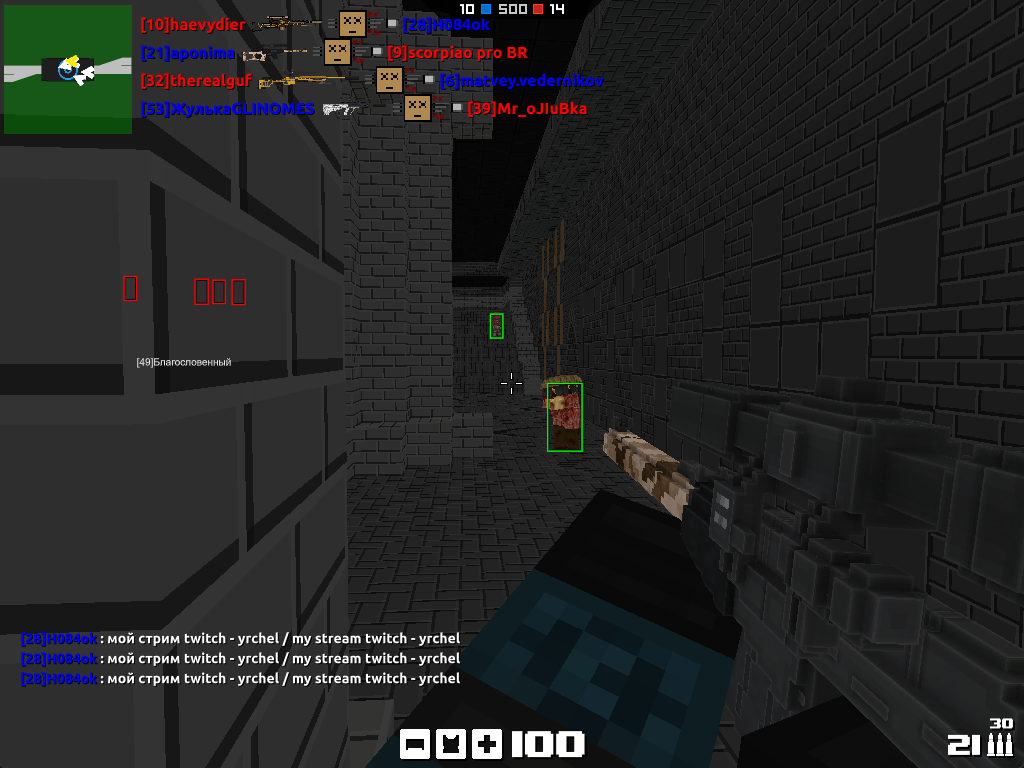 10 500 14
[10]haevydier [28]H084ok
[21]aponima [9]scorpiao pro BR
[32]therealguf [6]matvey.vedernikov
[53]ЖулькаGLINOMES [39]Mr_oJIuBka
[49]Благословенный
[28]H084ok : мой стрим twitch - yrchel / my stream twitch - yrchel
[28]H084ok : мой стрим twitch - yrchel / my stream twitch - yrchel
[28]H084ok : мой стрим twitch - yrchel / my stream twitch - yrchel
100
30
21